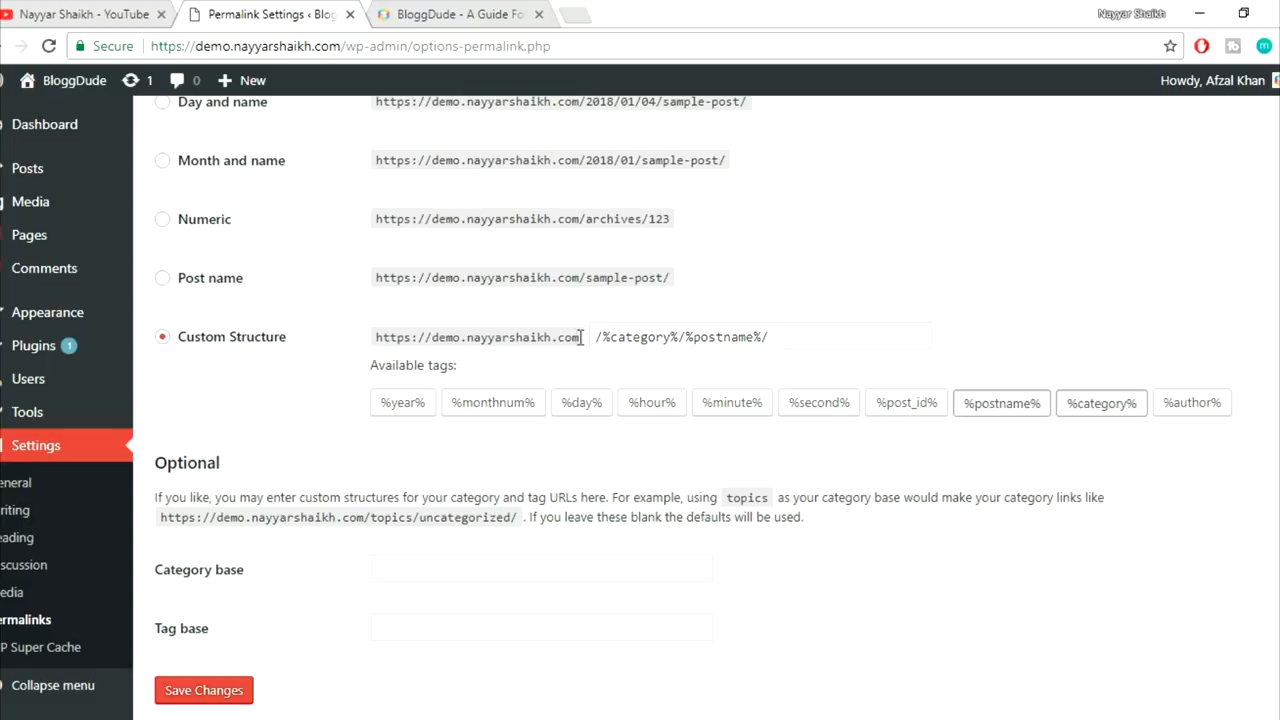 Nayyar Shaikh - YouTube
Permalink Settings ‹ Blog
BloggDude - A Guide Fo
Nayyar Shaikh
Secure
https://demo.nayyarshaikh.com/wp-admin/options-permalink.php
BloggDude
1
0
New
Howdy, Afzal Khan
Dashboard
Posts
Media
Pages
Comments
Appearance
Plugins 1
Users
Tools
Settings
eneral
riting
eading
iscussion
edia
ermalinks
P Super Cache
Collapse menu
Day and name
https://demo.nayyarshaikh.com/2018/01/04/sample-post/
Month and name
https://demo.nayyarshaikh.com/2018/01/sample-post/
Numeric
https://demo.nayyarshaikh.com/archives/123
Post name
https://demo.nayyarshaikh.com/sample-post/
Custom Structure
https://demo.nayyarshaikh.com
/%category%/%postname%/
Available tags:
%year% %monthnum% %day% %hour% %minute% %second% %post_id% %postname% %category% %author%
Optional
If you like, you may enter custom structures for your category and tag URLs here. For example, using topics as your category base would make your category links like
https://demo.nayyarshaikh.com/topics/uncategorized/ . If you leave these blank the defaults will be used.
Category base
Tag base
Save Changes